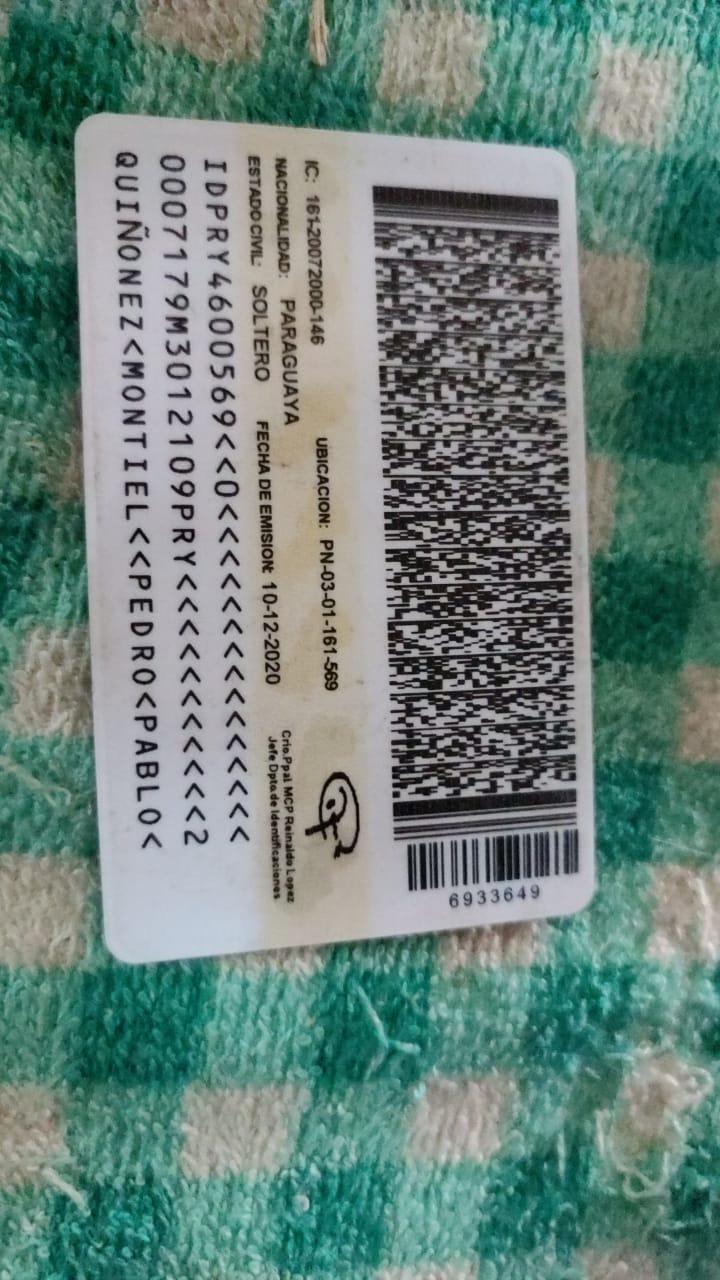 6933649
IC: 161-20072000-146 UBICACION: PN-03-01-161-569
NACIONALIDAD: PARAGUAYA
ESTADO CIVIL: SOLTERO FECHA DE EMISION: 10-12-2020
Crio.Ppal MCP Reinaldo Lopez
Jefe Dpto.de Identificaciones
IDPRY4600569<<0<<<<<<<<<<<<<<<
0007179M3012109PRY<<<<<<<<<<<2
QUIÑONEZ<MONTIEL<<PEDRO<PABLO<